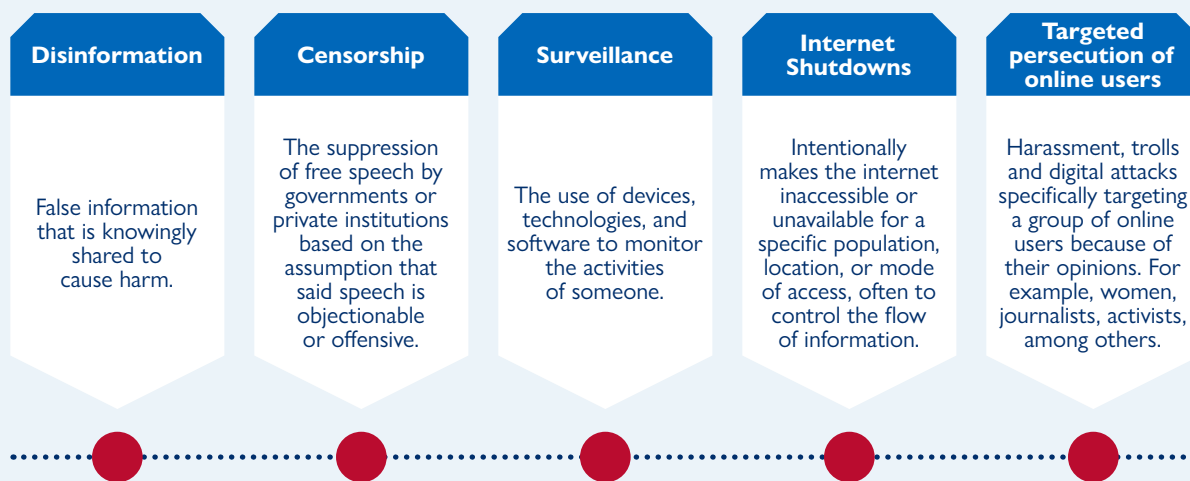 Disinformation
False information
that is knowingly
shared to
cause harm.
Censorship
The suppression
of free speech by
governments or
private institutions
based on the
assumption that
said speech is
objectionable
or offensive.
Surveillance
The use of devices,
technologies, and
software to monitor
the activities
of someone.
Internet
Shutdowns
Intentionally
makes the internet
inaccessible or
unavailable for a
specific population,
location, or mode
of access, often to
control the flow
of information.
Targeted
persecution of
online users
Harassment, trolls
and digital attacks
specifically targeting
a group of online
users because of
their opinions. For
example, women,
journalists, activists,
among others.